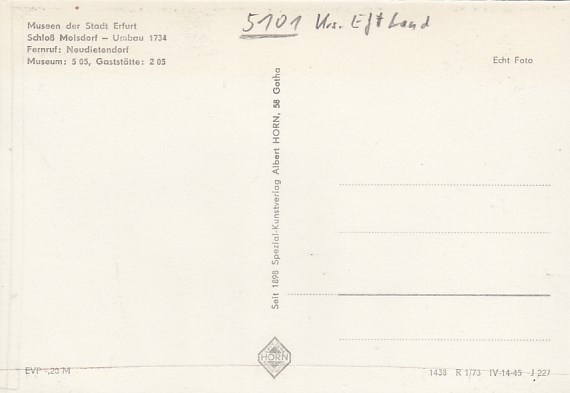 Museen der Stadt Erfurt
Schloß Molsdorf – Umbau 1734
Fernruf: Neudietendorf
Museum: 5 05, Gaststätte: 2 05
5101 Krs. Eft Land
Echt Foto
Seit 1898 Spezial-Kunstverlag Albert HORN, 58 Gotha
HORN
EVP -,20 M
1438 R 1/73 IV-14-45 J 227